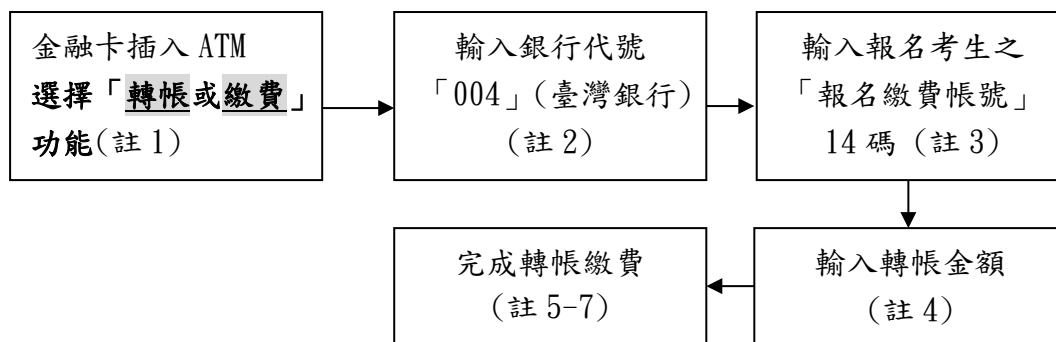 金融卡插入 ATM
選擇「轉帳或繳費」
功能(註 1)
輸入銀行代號
「004」(臺灣銀行)
(註 2)
輸入報名考生之
「報名繳費帳號」
14 碼 (註 3)
輸入轉帳金額
(註 4)
完成轉帳繳費
(註 5-7)